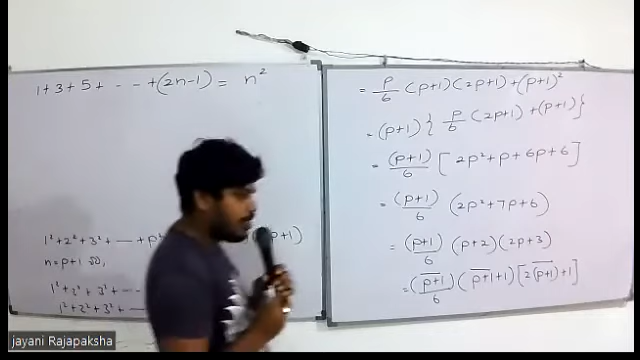 1+3+5+ - - - +(2n-1) = n²
1²+2²+3²+ - - - + p
p+1)
n=p+1
1²+2²+3²+ - - -
1²+2²+3²+ - - -
= p/6 (p+1)(2p+1)+(p+1)²
= (p+1) { p/6 (2p+1) +(p+1)}
= (p+1)/6 [ 2p²+p+6p+6]
= (p+1)/6 (2p²+7p+6)
= (p+1)/6 (p+2)(2p+3)
= (p+1)/6 (p+1+1) [2(p+1)+1]
jayani Rajapaksha